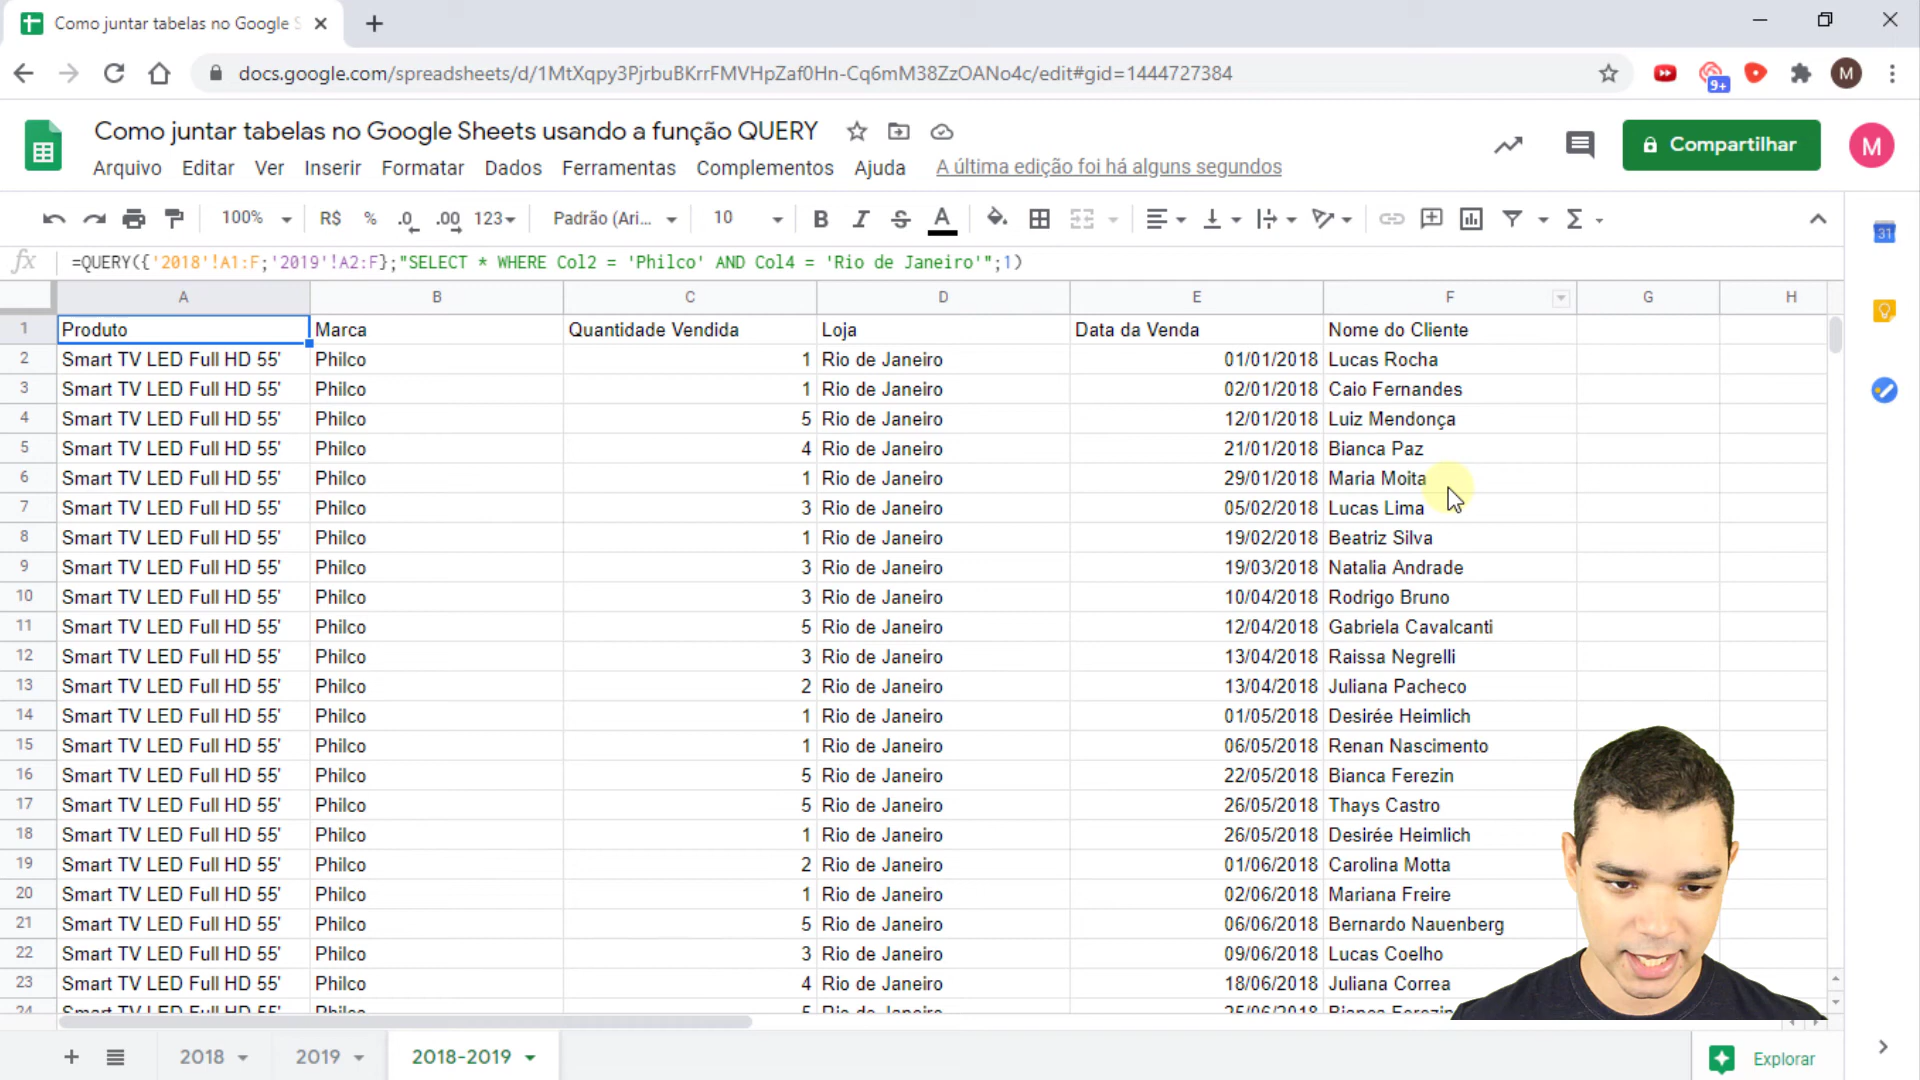 Como juntar tabelas no Google S
docs.google.com/spreadsheets/d/1MtXqpy3PjrbuBKrrFMVHpZaf0Hn-Cq6mM38ZzOANo4c/edit#gid=1444727384
9+
M
Como juntar tabelas no Google Sheets usando a função QUERY
Compartilhar
M
Arquivo Editar Ver Inserir Formatar Dados Ferramentas Complementos Ajuda A última edição foi há alguns segundos
100% R$ % .0 .00 123 Padrão (Ari... 10 B I S A Σ
31
fx =QUERY({'2018'!A1:F;'2019'!A2:F};"SELECT * WHERE Col2 = 'Philco' AND Col4 = 'Rio de Janeiro'";1)
A B C D E F G H
1 Produto Marca Quantidade Vendida Loja Data da Venda Nome do Cliente
2 Smart TV LED Full HD 55' Philco 1 Rio de Janeiro 01/01/2018 Lucas Rocha
3 Smart TV LED Full HD 55' Philco 1 Rio de Janeiro 02/01/2018 Caio Fernandes
4 Smart TV LED Full HD 55' Philco 5 Rio de Janeiro 12/01/2018 Luiz Mendonça
5 Smart TV LED Full HD 55' Philco 4 Rio de Janeiro 21/01/2018 Bianca Paz
6 Smart TV LED Full HD 55' Philco 1 Rio de Janeiro 29/01/2018 Maria Moita
7 Smart TV LED Full HD 55' Philco 3 Rio de Janeiro 05/02/2018 Lucas Lima
8 Smart TV LED Full HD 55' Philco 1 Rio de Janeiro 19/02/2018 Beatriz Silva
9 Smart TV LED Full HD 55' Philco 3 Rio de Janeiro 19/03/2018 Natalia Andrade
10 Smart TV LED Full HD 55' Philco 3 Rio de Janeiro 10/04/2018 Rodrigo Bruno
11 Smart TV LED Full HD 55' Philco 5 Rio de Janeiro 12/04/2018 Gabriela Cavalcanti
12 Smart TV LED Full HD 55' Philco 3 Rio de Janeiro 13/04/2018 Raissa Negrelli
13 Smart TV LED Full HD 55' Philco 2 Rio de Janeiro 13/04/2018 Juliana Pacheco
14 Smart TV LED Full HD 55' Philco 1 Rio de Janeiro 01/05/2018 Desirée Heimlich
15 Smart TV LED Full HD 55' Philco 1 Rio de Janeiro 06/05/2018 Renan Nascimento
16 Smart TV LED Full HD 55' Philco 5 Rio de Janeiro 22/05/2018 Bianca Ferezin
17 Smart TV LED Full HD 55' Philco 5 Rio de Janeiro 26/05/2018 Thays Castro
18 Smart TV LED Full HD 55' Philco 1 Rio de Janeiro 26/05/2018 Desirée Heimlich
19 Smart TV LED Full HD 55' Philco 2 Rio de Janeiro 01/06/2018 Carolina Motta
20 Smart TV LED Full HD 55' Philco 1 Rio de Janeiro 02/06/2018 Mariana Freire
21 Smart TV LED Full HD 55' Philco 5 Rio de Janeiro 06/06/2018 Bernardo Nauenberg
22 Smart TV LED Full HD 55' Philco 3 Rio de Janeiro 09/06/2018 Lucas Coelho
23 Smart TV LED Full HD 55' Philco 4 Rio de Janeiro 18/06/2018 Juliana Correa
24 Smart TV LED Full HD 55' Philco 5 Rio de Janeiro 25/06/2018 Bianca Ferezin
2018 2019 2018-2019 Explorar